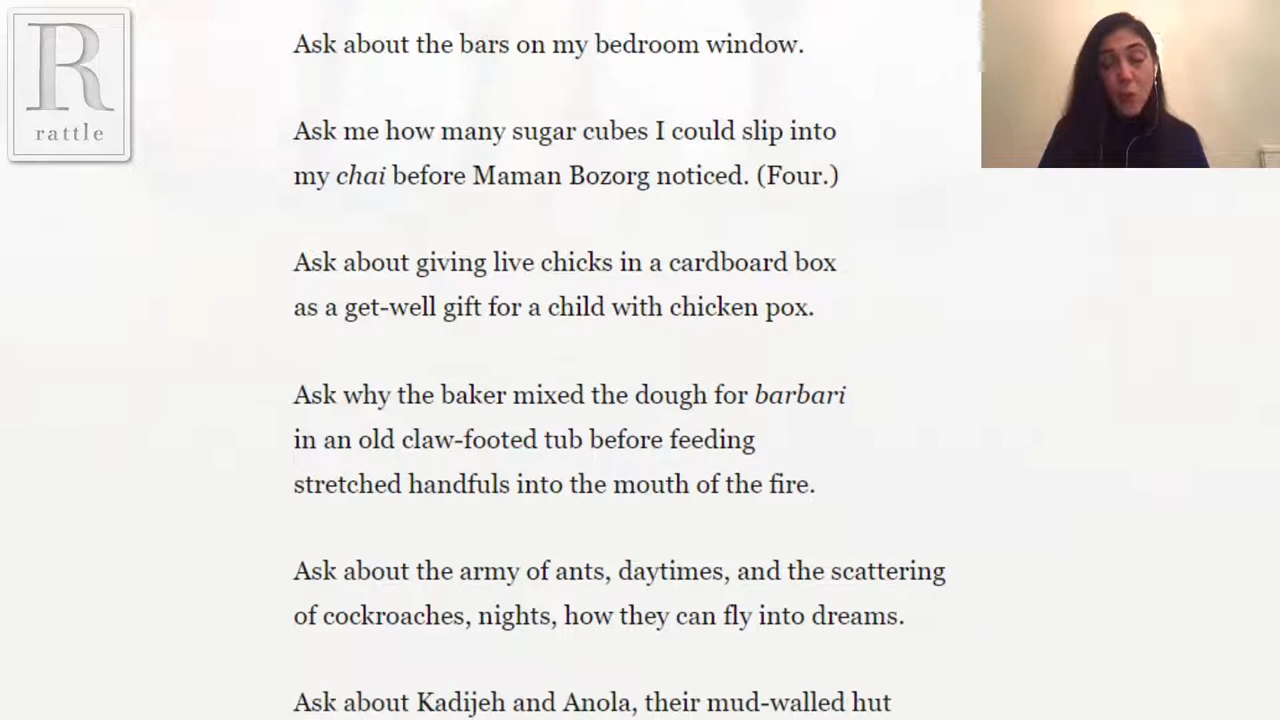 R
rattle
Ask about the bars on my bedroom window.
Ask me how many sugar cubes I could slip into
my chai before Maman Bozorg noticed. (Four.)
Ask about giving live chicks in a cardboard box
as a get-well gift for a child with chicken pox.
Ask why the baker mixed the dough for barbari
in an old claw-footed tub before feeding
stretched handfuls into the mouth of the fire.
Ask about the army of ants, daytimes, and the scattering
of cockroaches, nights, how they can fly into dreams.
Ask about Kadijeh and Anola, their mud-walled hut